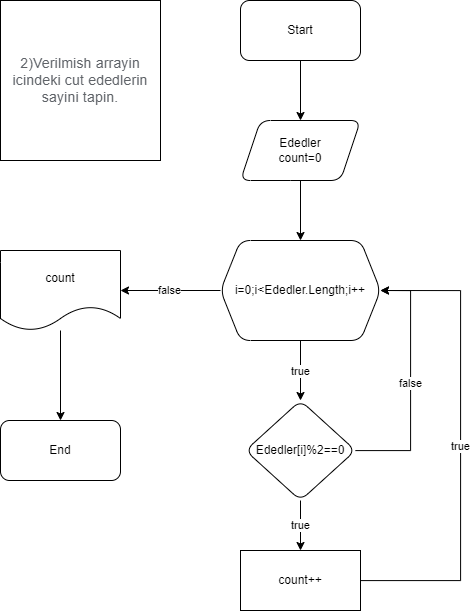 2)Verilmish arrayin
icindeki cut ededlerin
sayini tapin.
Start
Ededler
count=0
i=0;i<Ededler.Length;i++
false
count
End
true
Ededler[i]%2==0
false
true
true
count++